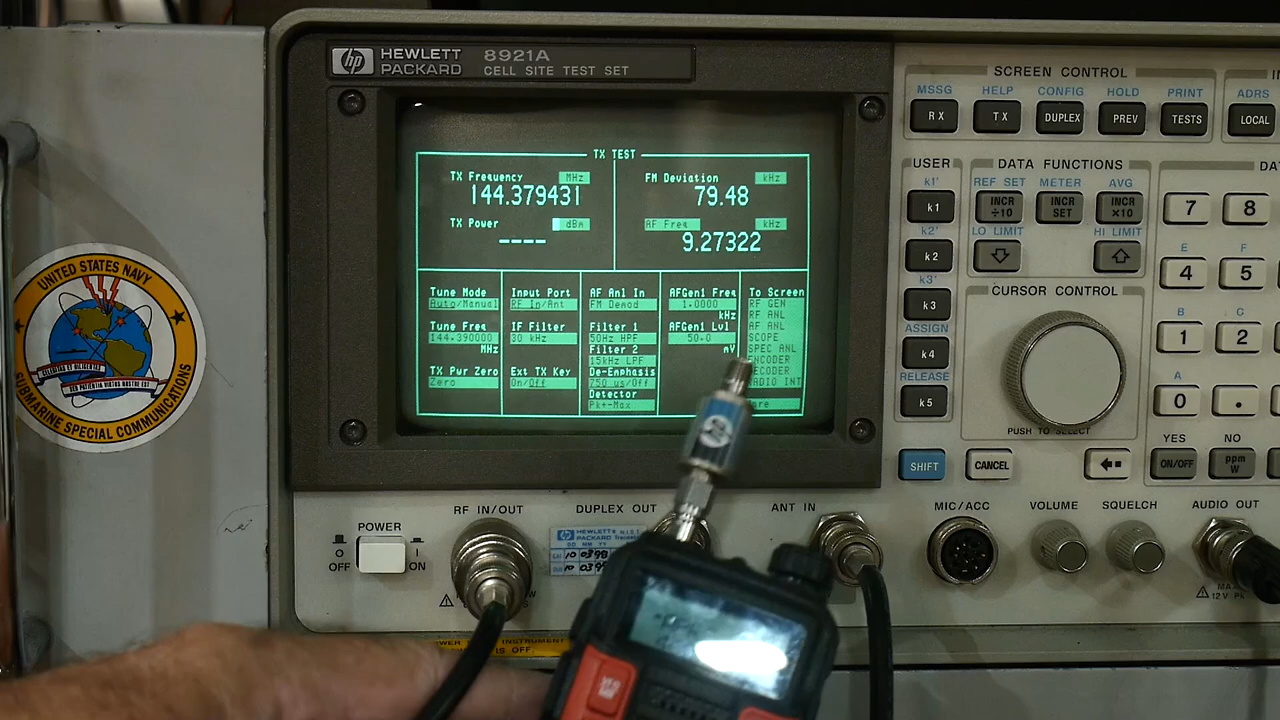 hp HEWLETT PACKARD 8921A
CELL SITE TEST SET
TX TEST
TX Frequency MHz
144.379431
TX Power dBm
----
FM Deviation kHz
79.48
AF Freq kHz
9.27322
Tune Mode
Auto/Manual
Tune Freq
144.390000
MHz
TX Pwr Zero
Zero
Input Port
RF In/Ant
IF Filter
30 kHz
Ext TX Key
On/Off
AF Anl In
FM Demod
Filter 1
50Hz HPF
Filter 2
15kHz LPF
De-Emphasis
750 us/Off
Detector
Pk+-Max
AFGen1 Freq
1.0000
kHz
AFGen1 Lvl
50.0
mV
To Screen
RF GEN
RF ANL
AF ANL
SCOPE
SPEC ANL
ENCODER
DECODER
RADIO INT
UNITED STATES NAVY
SUBMARINE SPECIAL COMMUNICATIONS
SCREEN CONTROL
MSSG HELP CONFIG HOLD PRINT ADRS
RX TX DUPLEX PREV TESTS LOCAL
USER DATA FUNCTIONS
k1' REF SET METER AVG
k1 INCR ÷10 INCR SET INCR ×10 7 8
k2' LO LIMIT HI LIMIT
k2
E F
4 5
k3' CURSOR CONTROL
k3
B C
1 2
ASSIGN
k4
RELEASE
k5
A
0 .
PUSH TO SELECT
YES NO
SHIFT CANCEL ON/OFF ppm W
POWER
O OFF I ON
RF IN/OUT
DUPLEX OUT
ANT IN
MIC/ACC
VOLUME
SQUELCH
AUDIO OUT
12V Pk
HEWLETT PACKARD
INSTRUMENT
IS OFF.